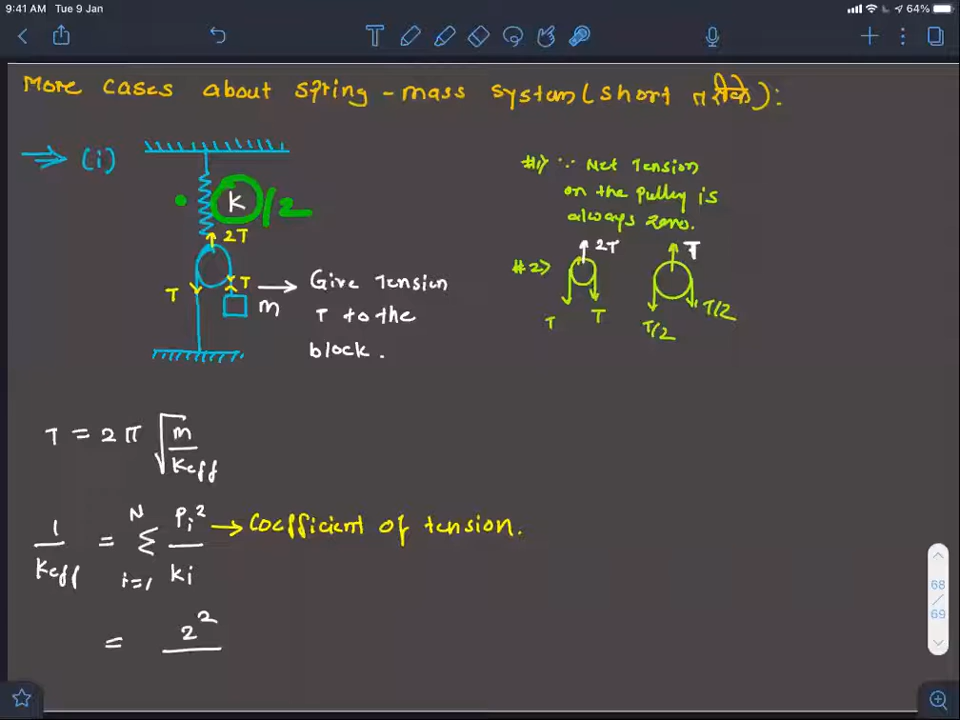 9:41 AM Tue 9 Jan
64%
More cases about spring-mass system (short तरीके):
(i)
K/2
2T
T
T
m
Give Tension
T to the
block.
#1) ∵ Net Tension
on the pulley is
always zero.
#2)
2T
T
T
T
T/2
T/2
T = 2π √(m/Keff)
1/Keff = N Σ i=1 Pi²/Ki → Coefficient of tension.
= 2²
68
/
69